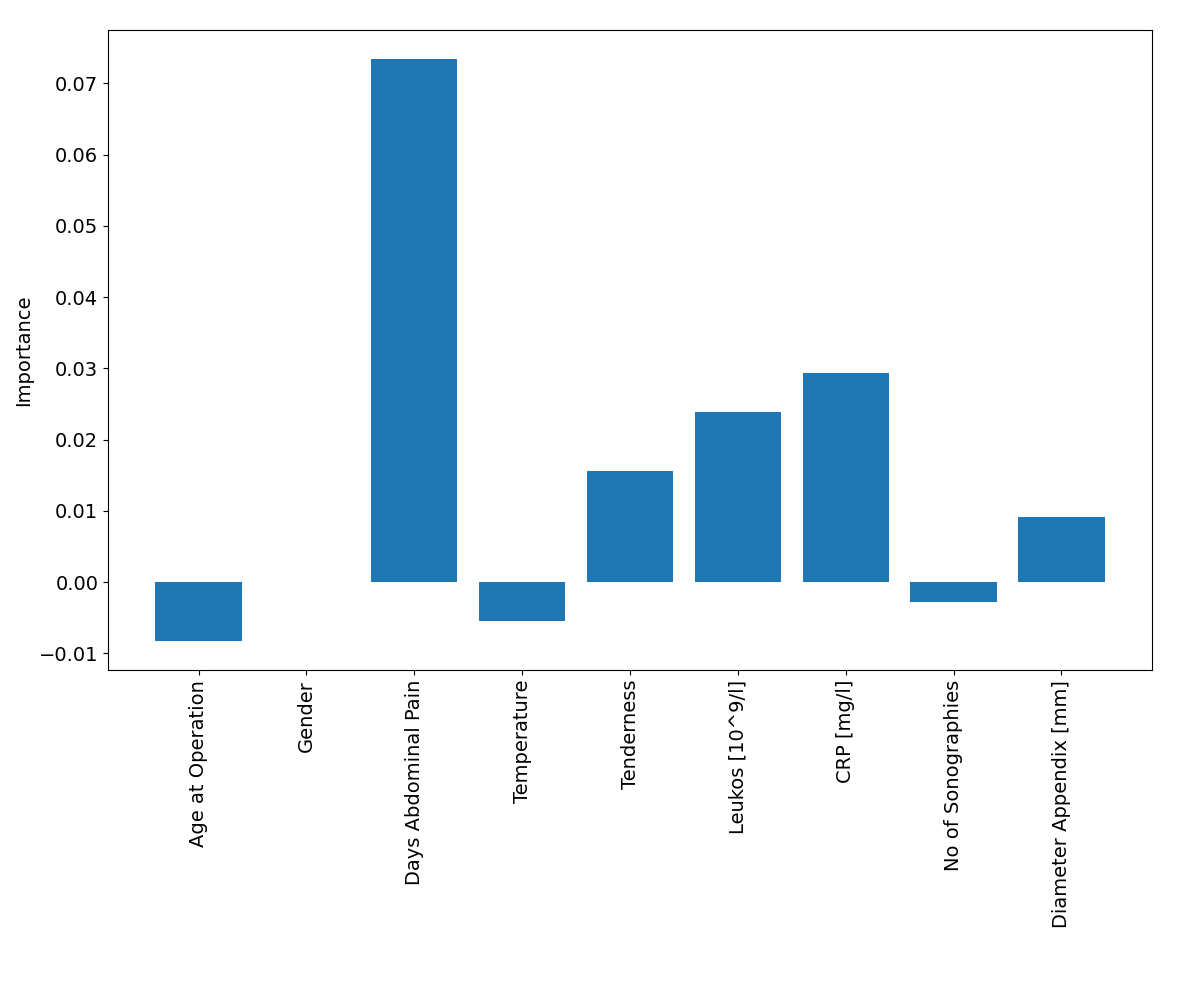 Importance
0.07
0.06
0.05
0.04
0.03
0.02
0.01
0.00
−0.01
Age at Operation
Gender
Days Abdominal Pain
Temperature
Tenderness
Leukos [10^9/l]
CRP [mg/l]
No of Sonographies
Diameter Appendix [mm]